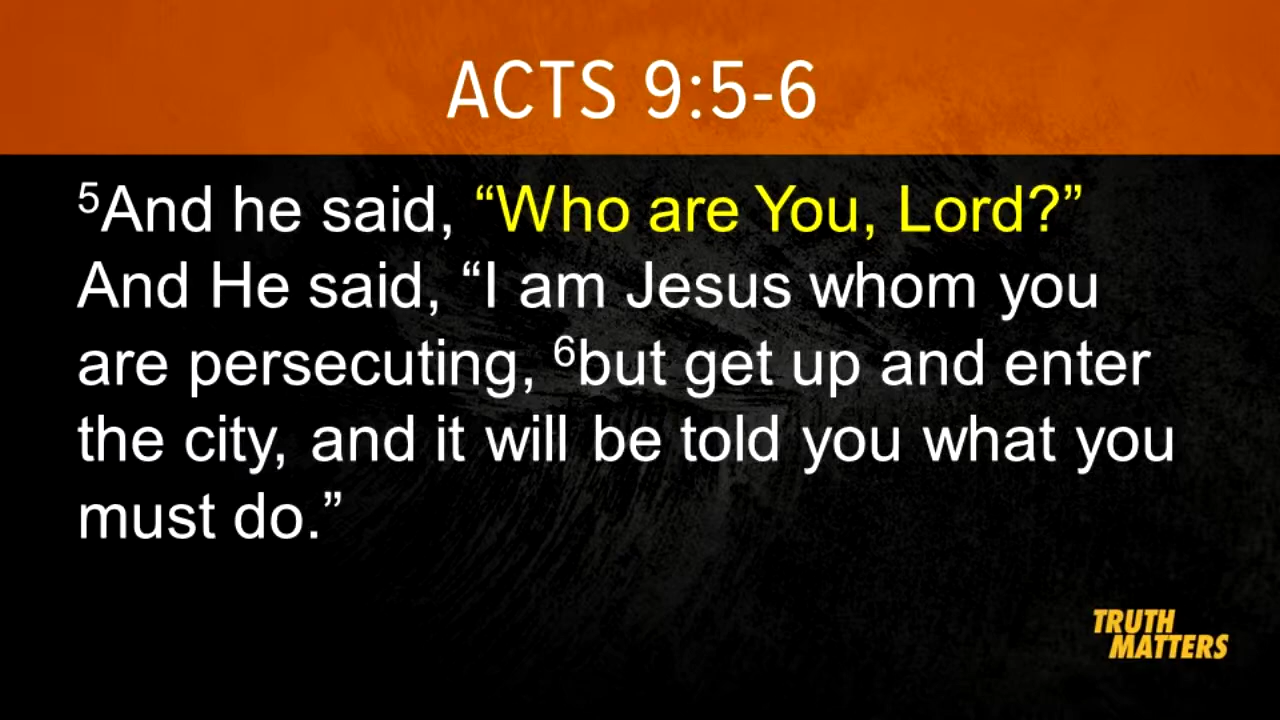 ACTS 9:5-6
⁵And he said, “Who are You, Lord?”
And He said, “I am Jesus whom you
are persecuting, ⁶but get up and enter
the city, and it will be told you what you
must do.”
TRUTH
MATTERS